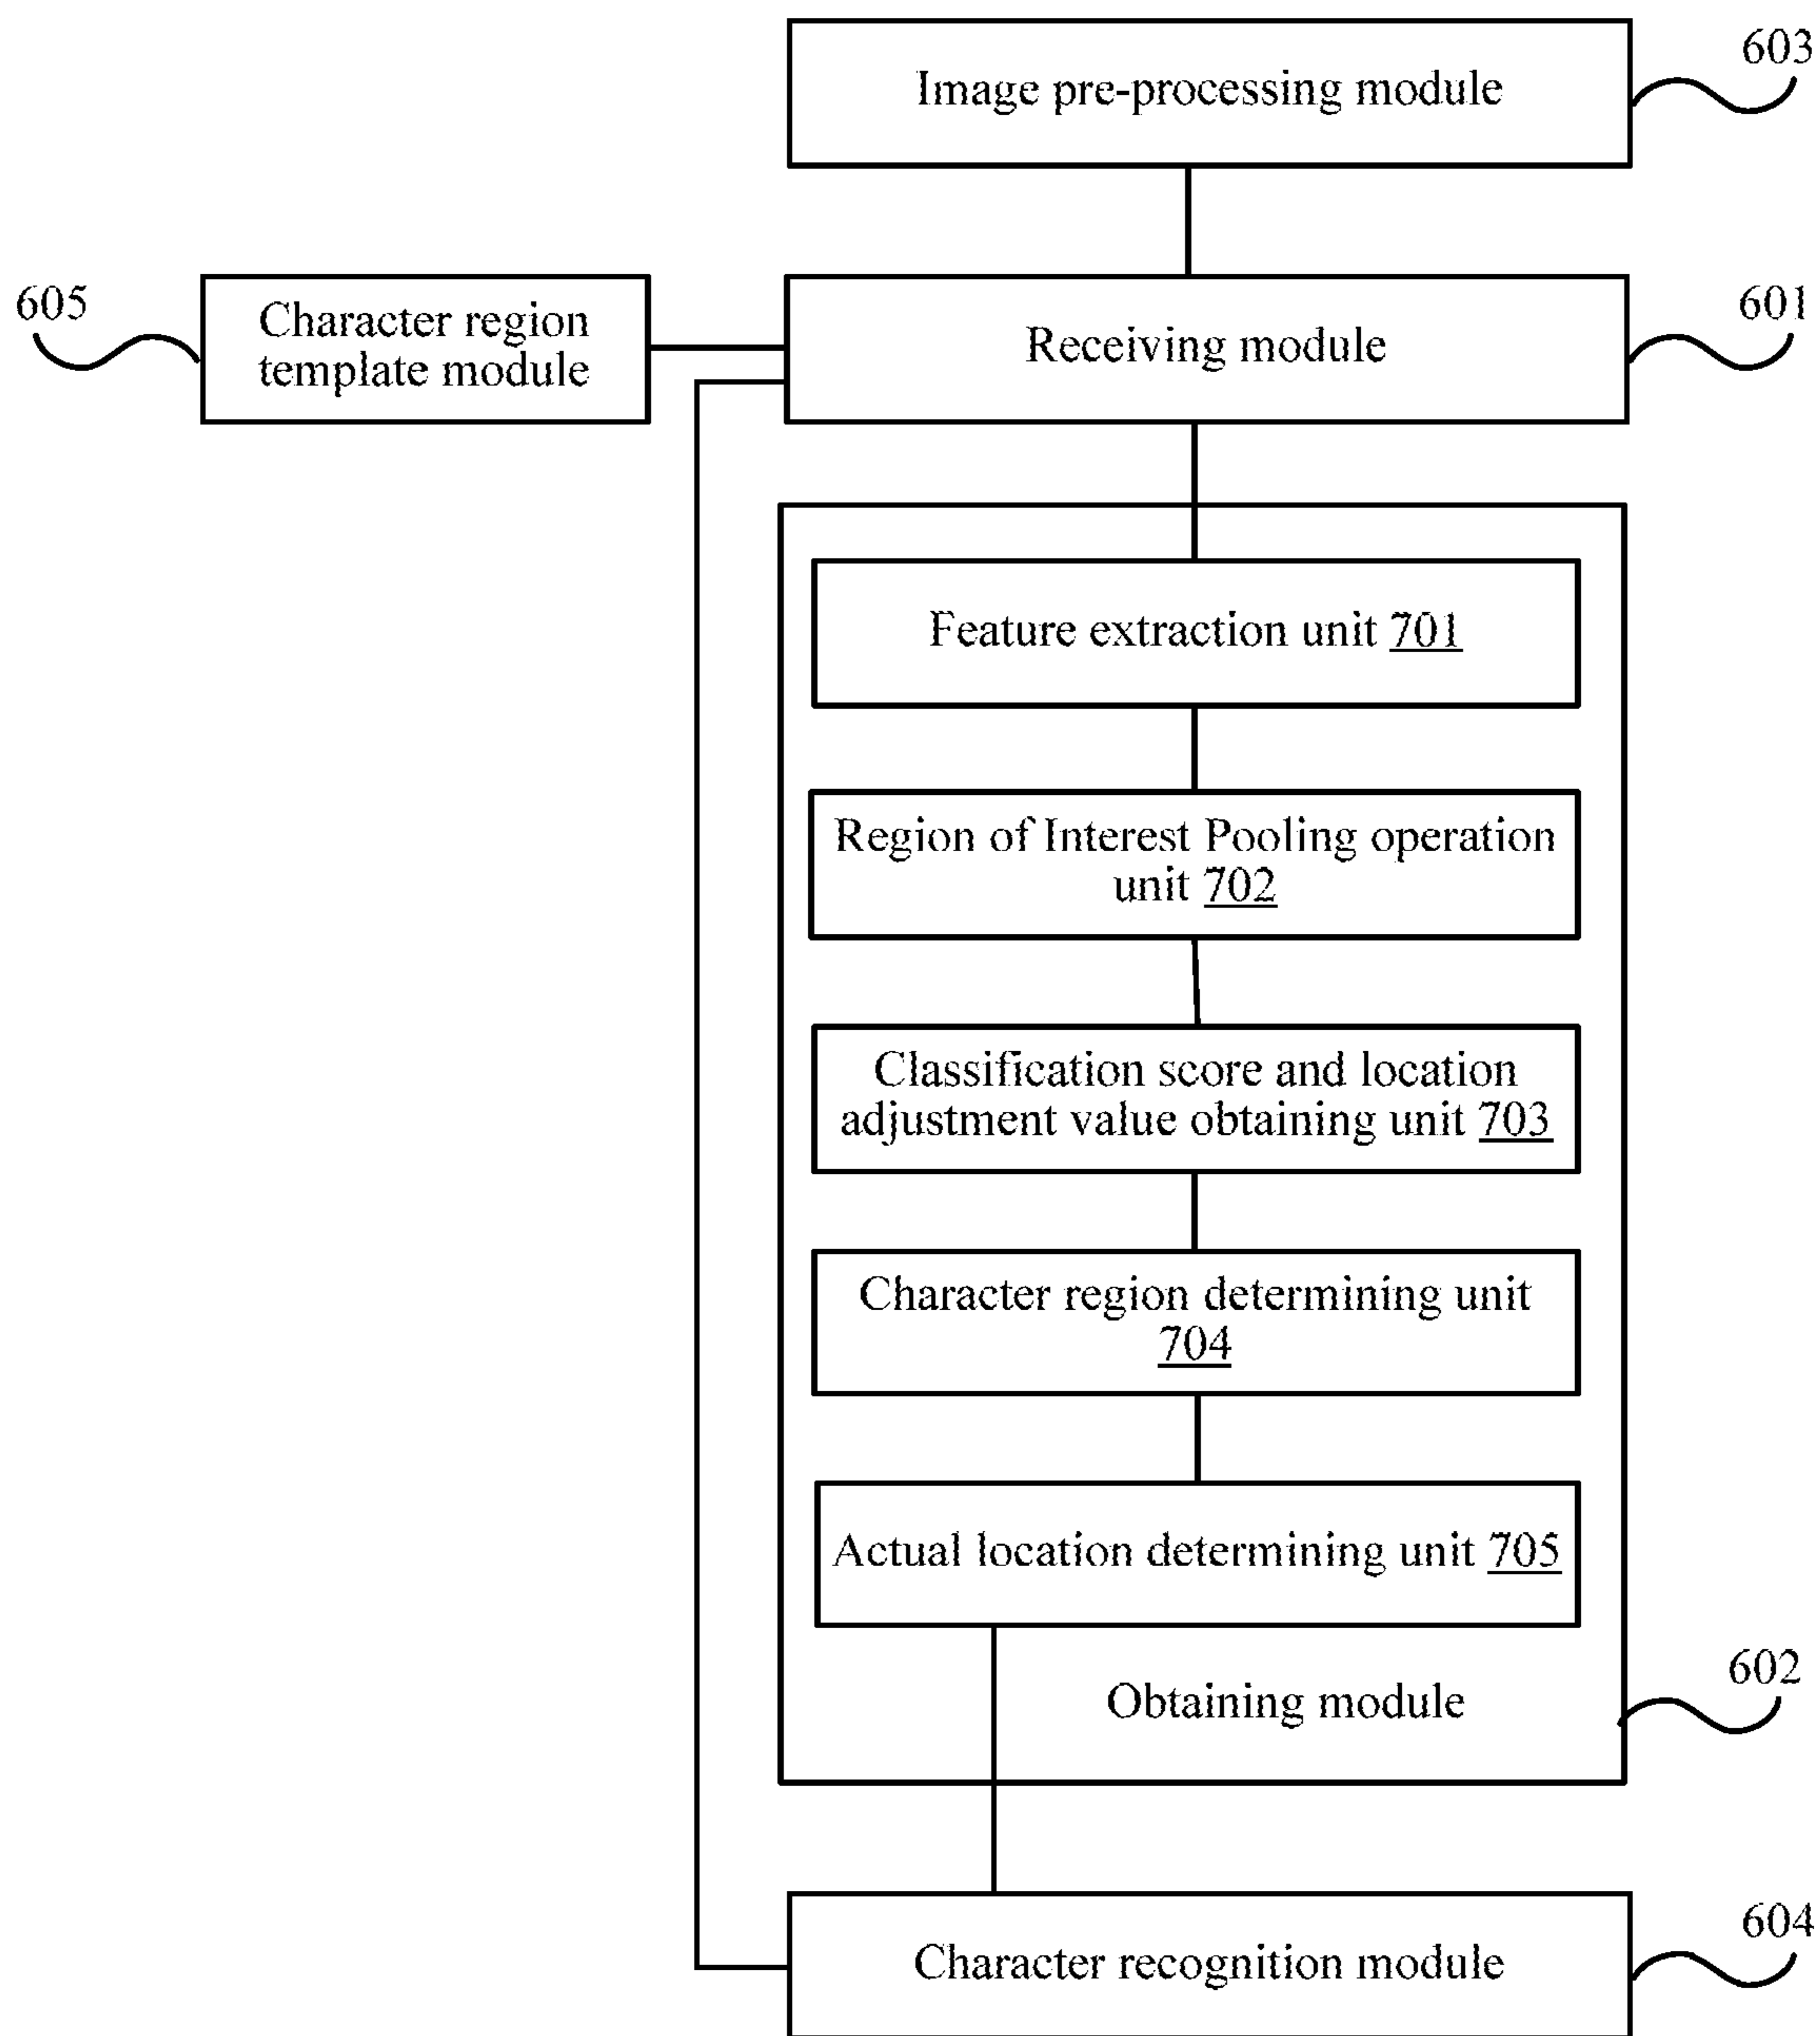 603
Image pre-processing module
605
Character region
template module
Receiving module
601
Feature extraction unit 701
Region of Interest Pooling operation
unit 702
Classification score and location
adjustment value obtaining unit 703
Character region determining unit
704
Actual location determining unit 705
Obtaining module
602
Character recognition module
604